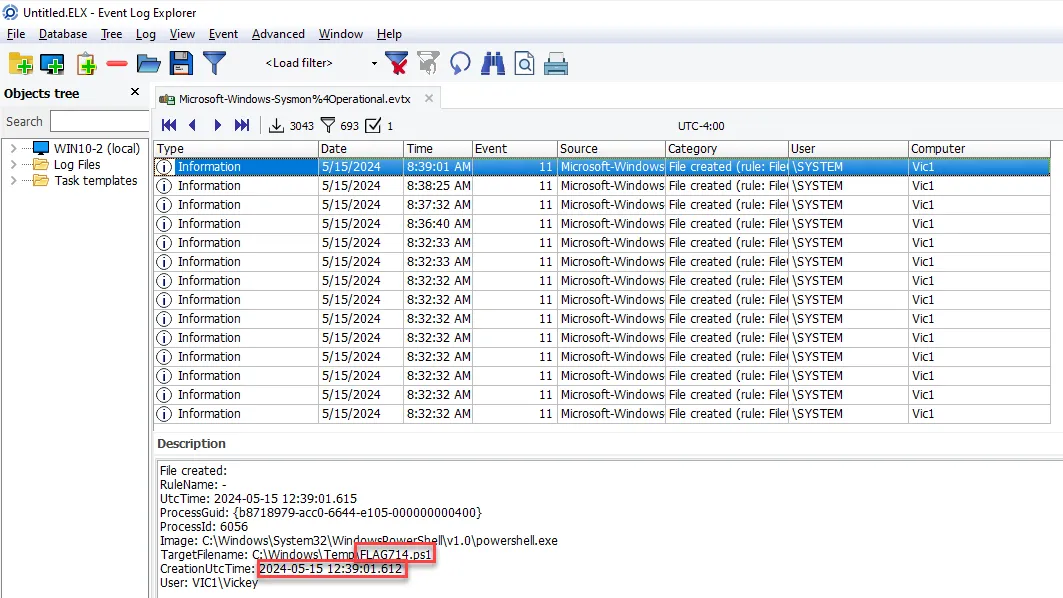 Untitled.ELX - Event Log Explorer
File Database Tree Log View Event Advanced Window Help
<Load filter>
Objects tree
Search
WIN10-2 (local)
Log Files
Task templates
Microsoft-Windows-Sysmon%4Operational.evtx
3043 693 1 UTC-4:00
Type Date Time Event Source Category User Computer
Information 5/15/2024 8:39:01 AM 11 Microsoft-Windows File created (rule: File \SYSTEM Vic1
Information 5/15/2024 8:38:25 AM 11 Microsoft-Windows File created (rule: File \SYSTEM Vic1
Information 5/15/2024 8:37:32 AM 11 Microsoft-Windows File created (rule: File \SYSTEM Vic1
Information 5/15/2024 8:36:40 AM 11 Microsoft-Windows File created (rule: File \SYSTEM Vic1
Information 5/15/2024 8:32:33 AM 11 Microsoft-Windows File created (rule: File \SYSTEM Vic1
Information 5/15/2024 8:32:33 AM 11 Microsoft-Windows File created (rule: File \SYSTEM Vic1
Information 5/15/2024 8:32:32 AM 11 Microsoft-Windows File created (rule: File \SYSTEM Vic1
Information 5/15/2024 8:32:32 AM 11 Microsoft-Windows File created (rule: File \SYSTEM Vic1
Information 5/15/2024 8:32:32 AM 11 Microsoft-Windows File created (rule: File \SYSTEM Vic1
Information 5/15/2024 8:32:32 AM 11 Microsoft-Windows File created (rule: File \SYSTEM Vic1
Information 5/15/2024 8:32:32 AM 11 Microsoft-Windows File created (rule: File \SYSTEM Vic1
Information 5/15/2024 8:32:32 AM 11 Microsoft-Windows File created (rule: File \SYSTEM Vic1
Information 5/15/2024 8:32:32 AM 11 Microsoft-Windows File created (rule: File \SYSTEM Vic1
Information 5/15/2024 8:32:32 AM 11 Microsoft-Windows File created (rule: File \SYSTEM Vic1
Description
File created:
RuleName: -
UtcTime: 2024-05-15 12:39:01.615
ProcessGuid: {b8718979-acc0-6644-e105-000000000400}
ProcessId: 6056
Image: C:\Windows\System32\WindowsPowerShell\v1.0\powershell.exe
TargetFilename: C:\Windows\Temp\FLAG714.ps1
CreationUtcTime: 2024-05-15 12:39:01.612
User: VIC1\Vickey